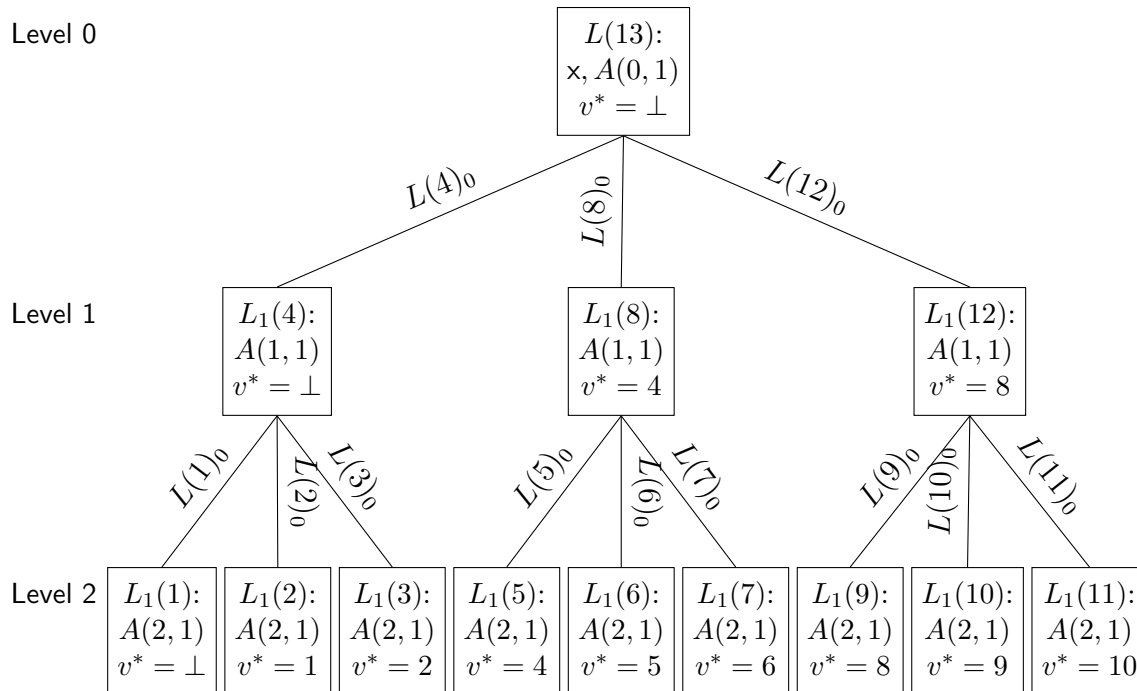 Level 0
L(13):
x, A(0, 1)
v* = ⊥
L(4)₀
L(8)₀
L(12)₀
Level 1
L₁(4):
A(1, 1)
v* = ⊥
L₁(8):
A(1, 1)
v* = 4
L₁(12):
A(1, 1)
v* = 8
L(1)₀
L(2)₀
L(3)₀
L(5)₀
L(6)₀
L(7)₀
L(9)₀
L(10)₀
L(11)₀
Level 2
L₁(1):
A(2, 1)
v* = ⊥
L₁(2):
A(2, 1)
v* = 1
L₁(3):
A(2, 1)
v* = 2
L₁(5):
A(2, 1)
v* = 4
L₁(6):
A(2, 1)
v* = 5
L₁(7):
A(2, 1)
v* = 6
L₁(9):
A(2, 1)
v* = 8
L₁(10):
A(2, 1)
v* = 9
L₁(11):
A(2, 1)
v* = 10